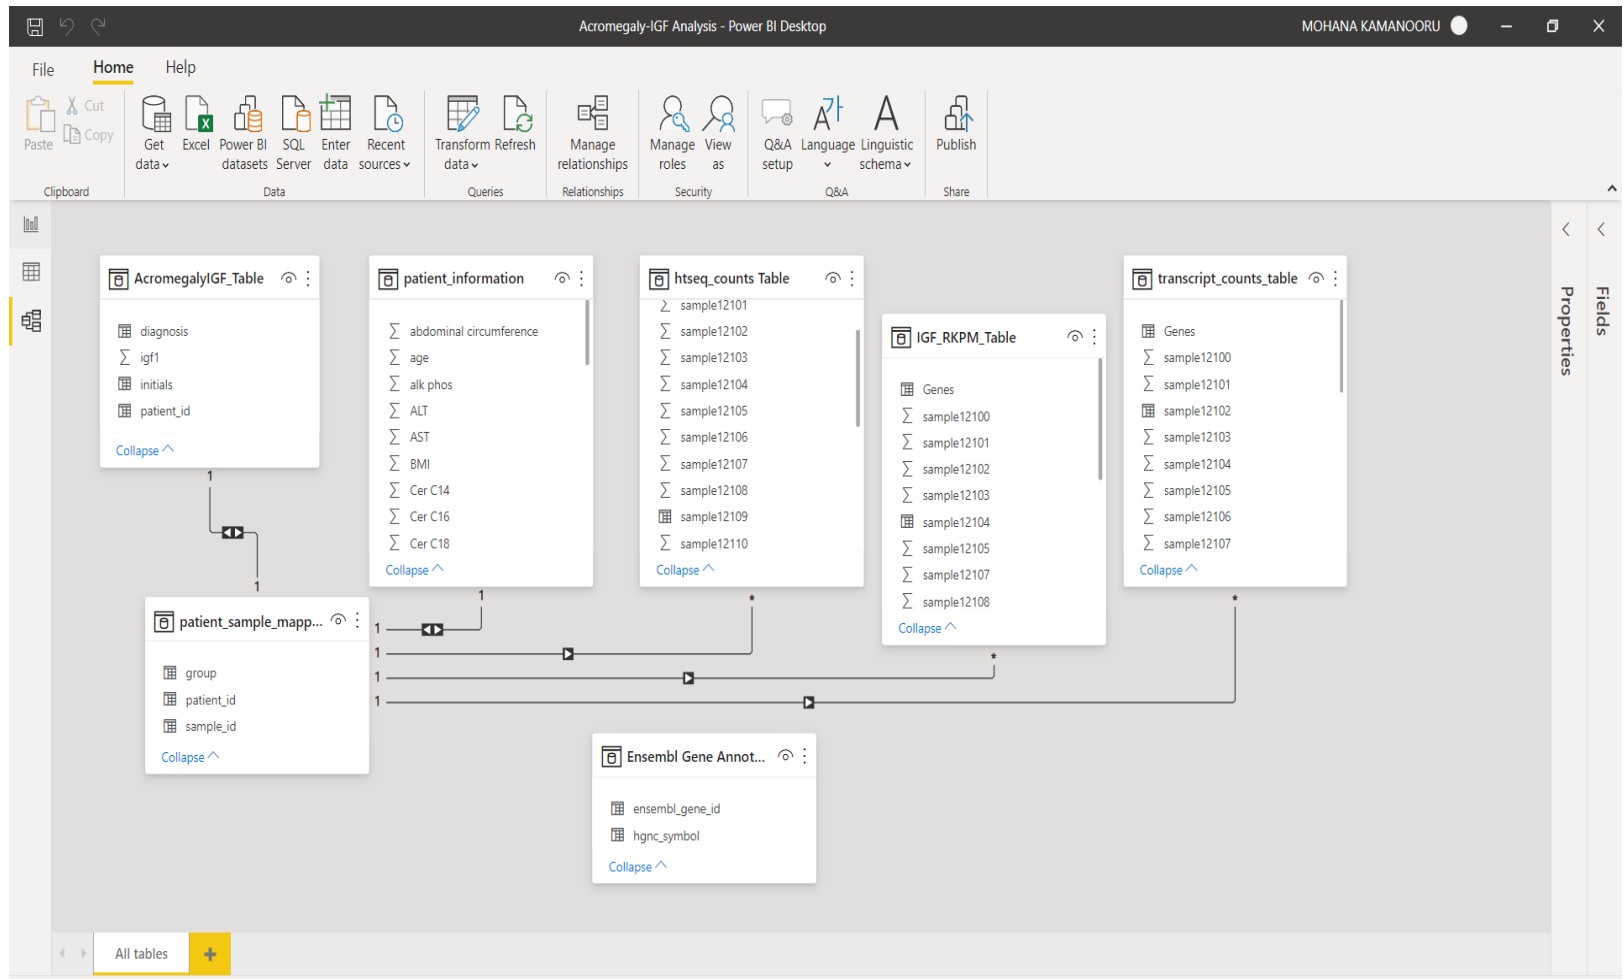 Acromegaly-IGF Analysis - Power BI Desktop
MOHANA KAMANOORU
File
Home
Help
Paste
Cut
Copy
Clipboard
Get data
Excel
Power BI datasets
SQL Server
Enter data
Recent sources
Data
Transform data
Refresh
Queries
Manage relationships
Relationships
Manage roles
View as
Security
Q&A setup
Language
Linguistic schema
Q&A
Publish
Share
AcromegalyIGF_Table
diagnosis
igf1
initials
patient_id
Collapse
patient_information
abdominal circumference
age
alk phos
ALT
AST
BMI
Cer C14
Cer C16
Cer C18
Collapse
htseq_counts Table
sample12101
sample12102
sample12103
sample12104
sample12105
sample12106
sample12107
sample12108
sample12109
sample12110
Collapse
IGF_RKPM_Table
Genes
sample12100
sample12101
sample12102
sample12103
sample12104
sample12105
sample12107
sample12108
Collapse
transcript_counts_table
Genes
sample12100
sample12101
sample12102
sample12103
sample12104
sample12105
sample12106
sample12107
Collapse
Properties
Fields
1
1
1
*
*
*
1
1
1
1
patient_sample_mapp...
group
patient_id
sample_id
Collapse
Ensembl Gene Annot...
ensembl_gene_id
hgnc_symbol
Collapse
All tables